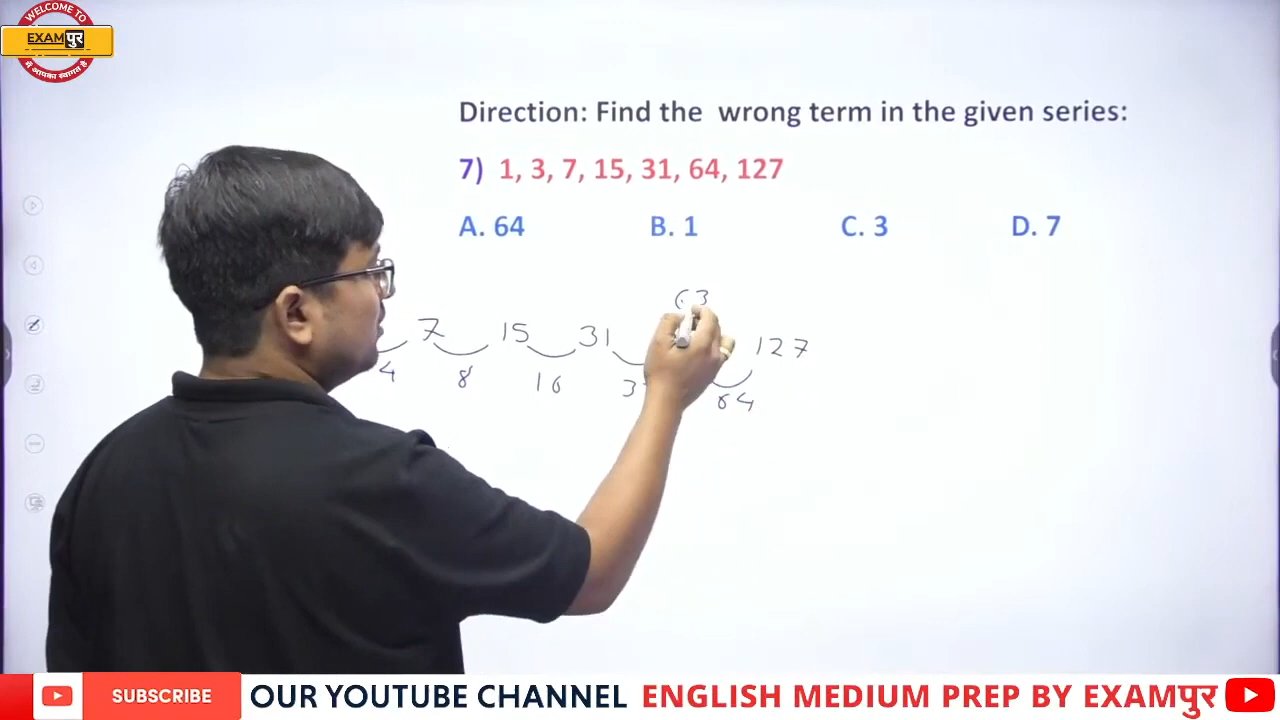 WELCOME TO
EXAMपुर
में आपका स्वागत है
Direction: Find the wrong term in the given series:
7) 1, 3, 7, 15, 31, 64, 127
A. 64 B. 1 C. 3 D. 7
63
7 15 31 127
4 8 16 64
SUBSCRIBE OUR YOUTUBE CHANNEL ENGLISH MEDIUM PREP BY EXAMपुर